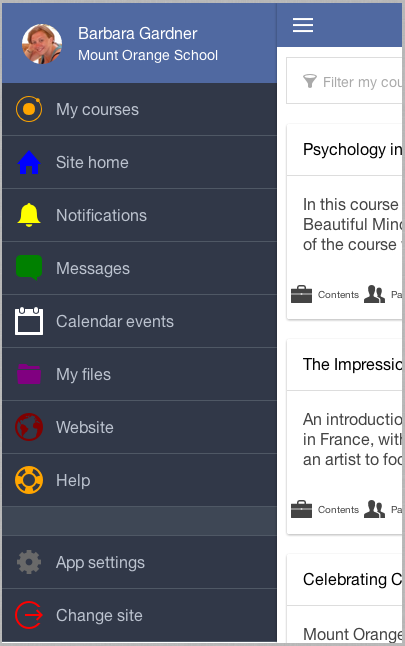 Barbara Gardner
Mount Orange School
My courses
Site home
Notifications
Messages
Calendar events
My files
Website
Help
App settings
Change site
Filter my cou
Psychology in
In this course
Beautiful Mind
of the course
Contents Pa
The Impressio
An introductio
in France, with
an artist to foc
Contents Pa
Celebrating C
Mount Orange